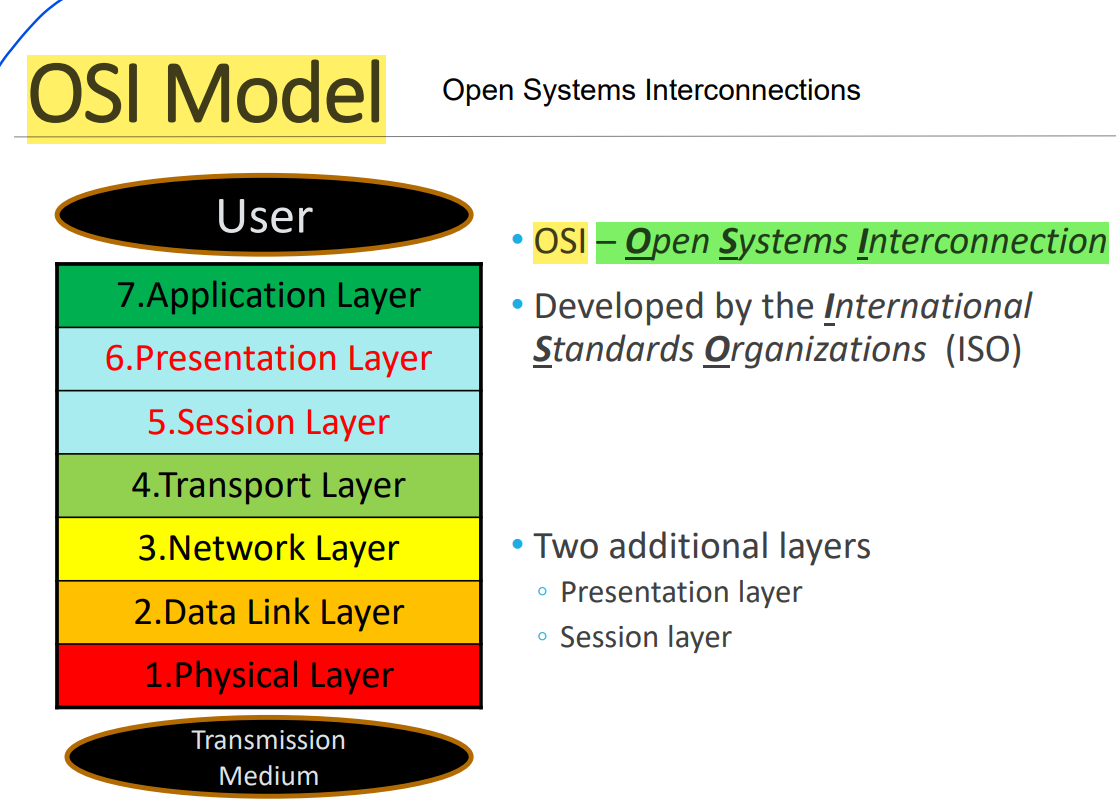 OSI Model
Open Systems Interconnections
User
7.Application Layer
6.Presentation Layer
5.Session Layer
4.Transport Layer
3.Network Layer
2.Data Link Layer
1.Physical Layer
Transmission
Medium
• OSI – Open Systems Interconnection
• Developed by the International
Standards Organizations (ISO)
• Two additional layers
◦ Presentation layer
◦ Session layer